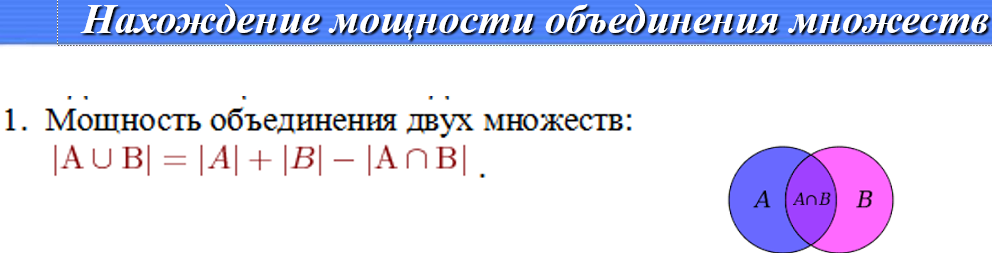 Нахождение мощности объединения множеств
1. Мощность объединения двух множеств:
|A ∪ B| = |A| + |B| − |A ∩ B| .
A A∩B B